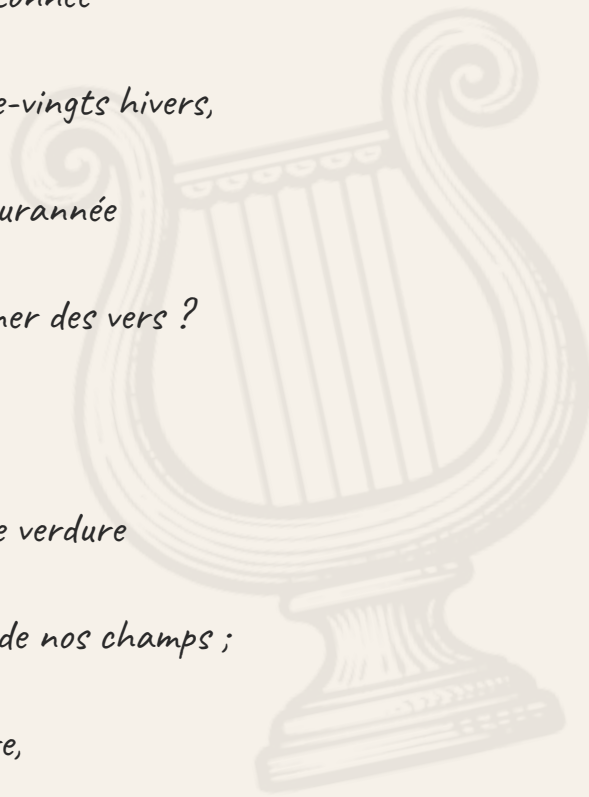 e-vingts hivers,
urannée
ner des vers ?
e verdure
de nos champs ;
e,